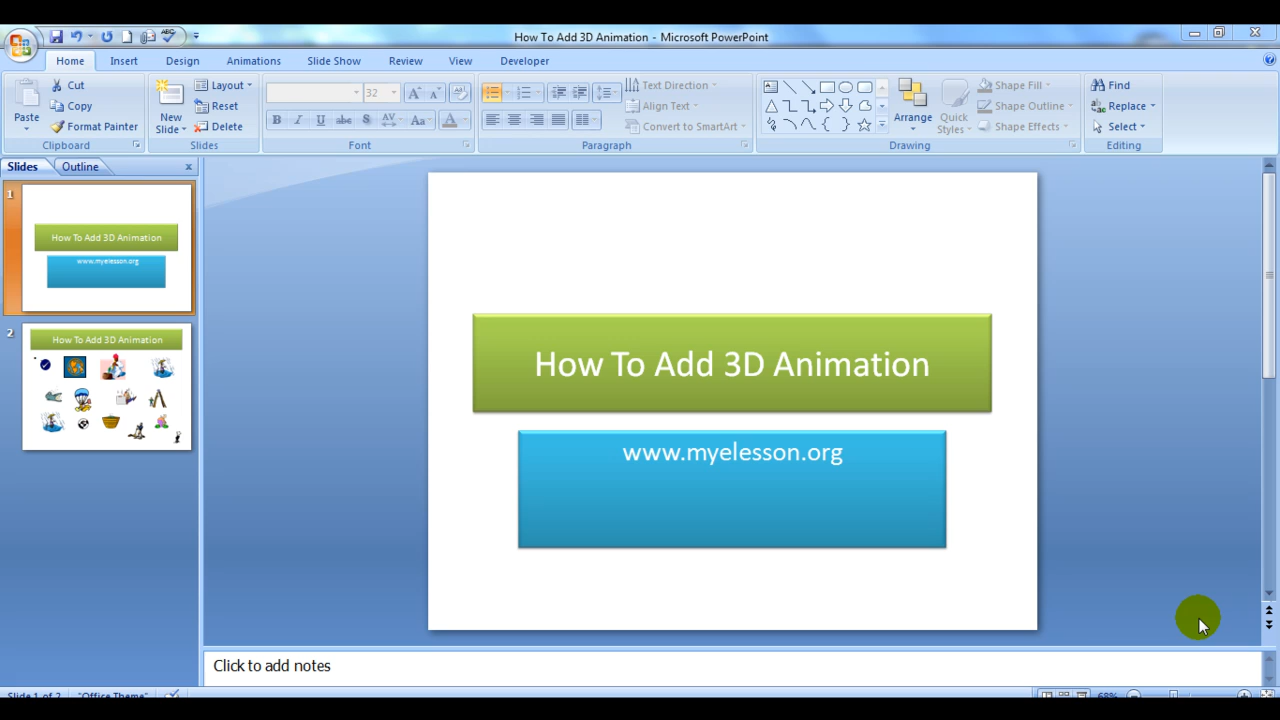 How To Add 3D Animation - Microsoft PowerPoint
Home Insert Design Animations Slide Show Review View Developer
Paste
Cut
Copy
Format Painter
Clipboard
New
Slide
Layout
Reset
Delete
Slides
32
Font
Text Direction
Align Text
Convert to SmartArt
Paragraph
Arrange
Quick
Styles
Shape Fill
Shape Outline
Shape Effects
Drawing
Find
Replace
Select
Editing
Slides Outline
1
How To Add 3D Animation
www.myelesson.org
2
How To Add 3D Animation
How To Add 3D Animation
www.myelesson.org
Click to add notes
Slide 1 of 2 "Office Theme" 68%